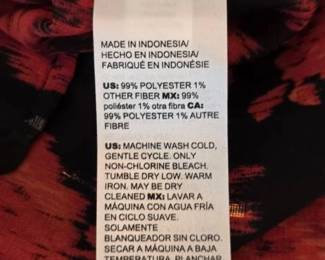 MADE IN INDONESIA/
HECHO EN INDONESIA/
FABRIQUÉ EN INDONÉSIE
US: 99% POLYESTER 1%
OTHER FIBER MX: 99%
poliéster 1% otra fibra CA:
99% POLYESTER 1% AUTRE
FIBRE
US: MACHINE WASH COLD,
GENTLE CYCLE. ONLY
NON-CHLORINE BLEACH.
TUMBLE DRY LOW. WARM
IRON. MAY BE DRY
CLEANED MX: LAVAR A
MÁQUINA CON AGUA FRÍA
EN CICLO SUAVE.
SOLAMENTE
BLANQUEADOR SIN CLORO.
SECAR A MÁQUINA A BAJA
TEMPERATURA. PLANCHAR